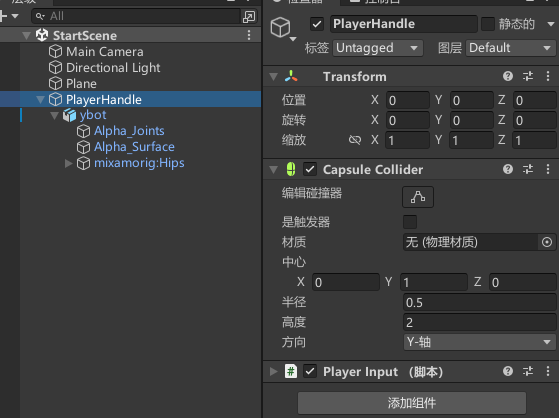 All
StartScene
Main Camera
Directional Light
Plane
PlayerHandle
ybot
Alpha_Joints
Alpha_Surface
mixamorig:Hips
PlayerHandle 静态的
标签 Untagged 图层 Default
Transform
位置 X 0 Y 0 Z 0
旋转 X 0 Y 0 Z 0
缩放 X 1 Y 1 Z 1
Capsule Collider
编辑碰撞器
是触发器
材质 无 (物理材质)
中心
X 0 Y 1 Z 0
半径 0.5
高度 2
方向 Y-轴
# Player Input （脚本）
添加组件